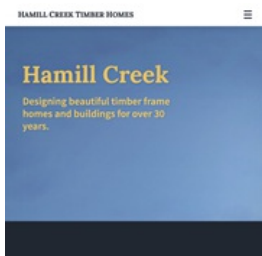 HAMILL CREEK TIMBER HOMES
Hamill Creek
Designing beautiful timber frame
homes and buildings for over 30
years.